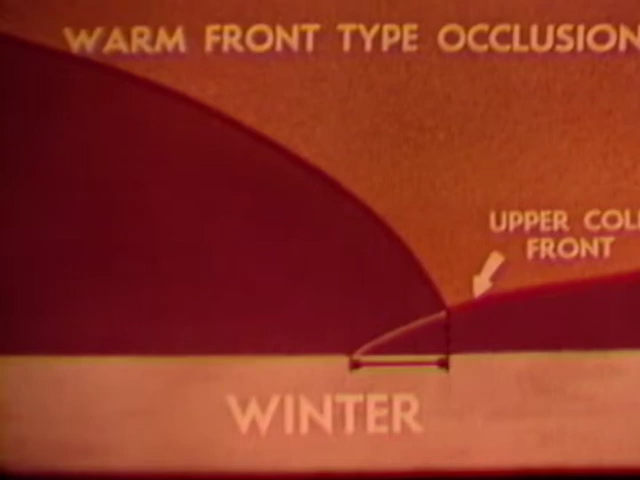 WARM FRONT TYPE OCCLUSION
UPPER COL
FRONT
WINTER